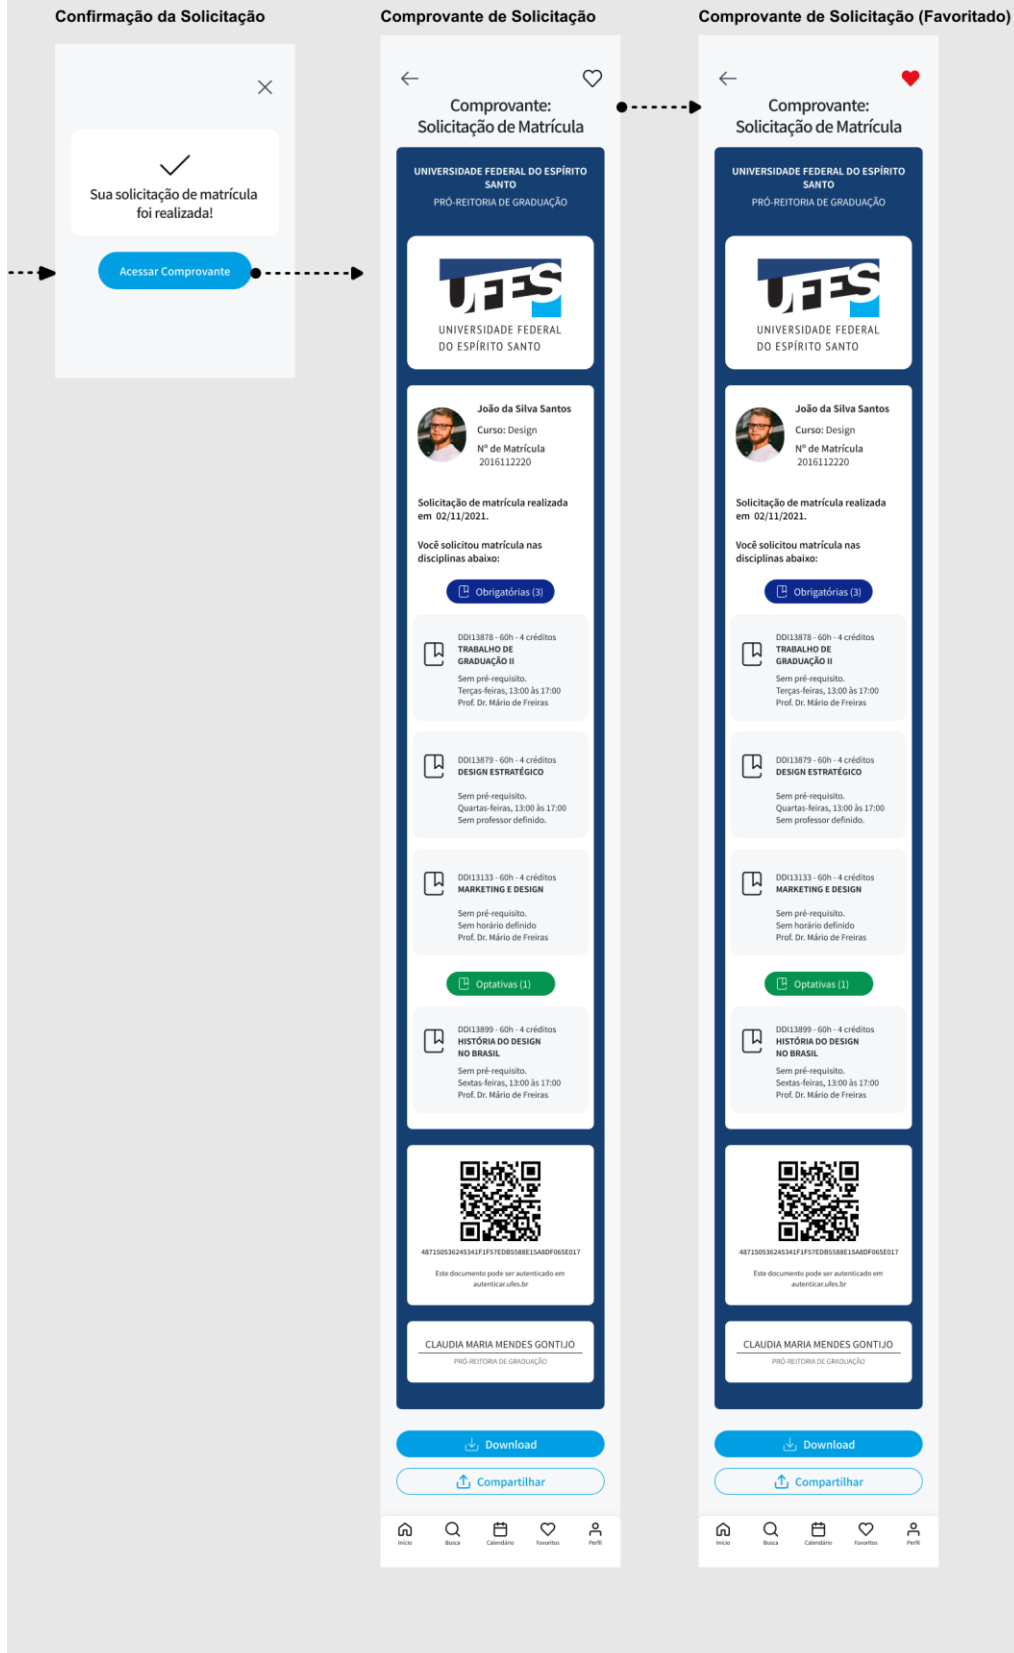 Confirmação da Solicitação
Sua solicitação de matrícula
foi realizada!
Acessar Comprovante
Comprovante de Solicitação
Comprovante:
Solicitação de Matrícula
UNIVERSIDADE FEDERAL DO ESPÍRITO
SANTO
PRÓ-REITORIA DE GRADUAÇÃO
UFES
UNIVERSIDADE FEDERAL
DO ESPÍRITO SANTO
João da Silva Santos
Curso: Design
Nº de Matrícula
2016112220
Solicitação de matrícula realizada
em 02/11/2021.
Você solicitou matrícula nas
disciplinas abaixo:
Obrigatórias (3)
DDI13878 - 60h - 4 créditos
TRABALHO DE
GRADUAÇÃO II
Sem pré-requisito.
Terças-feiras, 13:00 às 17:00
Prof. Dr. Mário de Freiras
DDI13879 - 60h - 4 créditos
DESIGN ESTRATÉGICO
Sem pré-requisito.
Quartas-feiras, 13:00 às 17:00
Sem professor definido.
DDI13133 - 60h - 4 créditos
MARKETING E DESIGN
Sem pré-requisito.
Sem horário definido
Prof. Dr. Mário de Freiras
Optativas (1)
DDI13899 - 60h - 4 créditos
HISTÓRIA DO DESIGN
NO BRASIL
Sem pré-requisito.
Sextas-feiras, 13:00 às 17:00
Prof. Dr. Mário de Freiras
487150536245341F1F57EDB5588E15A8DF065E017
Este documento pode ser autenticado em
autenticar.ufes.br
CLAUDIA MARIA MENDES GONTIJO
PRÓ-REITORIA DE GRADUAÇÃO
Download
Compartilhar
Início Busca Calendário Favoritos Perfil
Comprovante de Solicitação (Favoritado)
Comprovante:
Solicitação de Matrícula
UNIVERSIDADE FEDERAL DO ESPÍRITO
SANTO
PRÓ-REITORIA DE GRADUAÇÃO
UFES
UNIVERSIDADE FEDERAL
DO ESPÍRITO SANTO
João da Silva Santos
Curso: Design
Nº de Matrícula
2016112220
Solicitação de matrícula realizada
em 02/11/2021.
Você solicitou matrícula nas
disciplinas abaixo:
Obrigatórias (3)
DDI13878 - 60h - 4 créditos
TRABALHO DE
GRADUAÇÃO II
Sem pré-requisito.
Terças-feiras, 13:00 às 17:00
Prof. Dr. Mário de Freiras
DDI13879 - 60h - 4 créditos
DESIGN ESTRATÉGICO
Sem pré-requisito.
Quartas-feiras, 13:00 às 17:00
Sem professor definido.
DDI13133 - 60h - 4 créditos
MARKETING E DESIGN
Sem pré-requisito.
Sem horário definido
Prof. Dr. Mário de Freiras
Optativas (1)
DDI13899 - 60h - 4 créditos
HISTÓRIA DO DESIGN
NO BRASIL
Sem pré-requisito.
Sextas-feiras, 13:00 às 17:00
Prof. Dr. Mário de Freiras
487150536245341F1F57EDB5588E15A8DF065E017
Este documento pode ser autenticado em
autenticar.ufes.br
CLAUDIA MARIA MENDES GONTIJO
PRÓ-REITORIA DE GRADUAÇÃO
Download
Compartilhar
Início Busca Calendário Favoritos Perfil